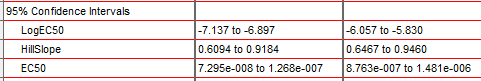 95% Confidence Intervals
LogEC50 -7.137 to -6.897 -6.057 to -5.830
HillSlope 0.6094 to 0.9184 0.6467 to 0.9460
EC50 7.295e-008 to 1.268e-007 8.763e-007 to 1.481e-006